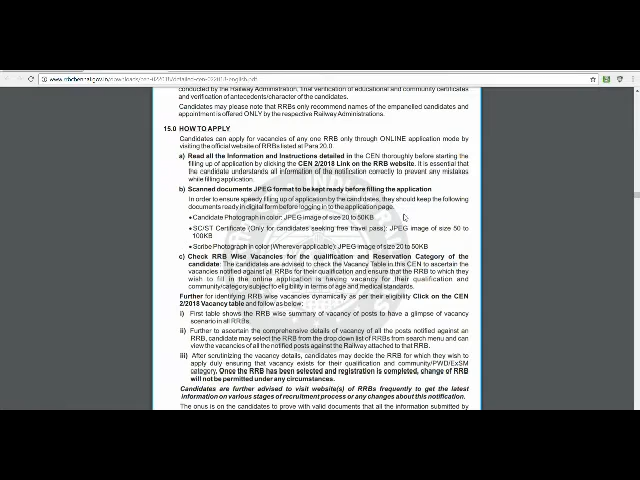 www.rrbchennai.gov.in/downloads/cen-022018/detailed-cen-022018-english.pdf
conducted by the Railway Administration, final verification of educational and community certificates
and verification of antecedents/character of the candidates.
Candidates may please note that RRBs only recommend names of the empanelled candidates and
appointment is offered ONLY by the respective Railway Administrations.
15.0 HOW TO APPLY
Candidates can apply for vacancies of any one RRB only through ONLINE application mode by
visiting the official website of RRBs listed at Para 20.0.
a) Read all the Information and Instructions detailed in the CEN thoroughly before starting the
filling up of application by clicking the CEN 2/2018 Link on the RRB website. It is essential that
the candidate understands all information of the notification correctly to prevent any mistakes
while filling application.
b) Scanned documents JPEG format to be kept ready before filling the application
In order to ensure speedy filling up of application by the candidates, they should keep the following
documents ready in digital form before logging in to the application page.
• Candidate Photograph in color: JPEG image of size 20 to 50KB
• SC/ST Certificate (Only for candidates seeking free travel pass): JPEG image of size 50 to
100KB
• Scribe Photograph in color (Wherever applicable): JPEG image of size 20 to 50KB
c) Check RRB Wise Vacancies for the qualification and Reservation Category of the
candidate: The candidates are advised to check the Vacancy Table in this CEN to ascertain the
vacancies notified against all RRBs for their qualification and ensure that the RRB to which they
wish to fill in the online application is having vacancy for their qualification and
community/category subject to eligibility in terms of age and medical standards.
Further for identifying RRB wise vacancies dynamically as per their eligibility Click on the CEN
2/2018 Vacancy table and follow as below:
i) First table shows the RRB wise summary of vacancy of posts to have a glimpse of vacancy
scenario in all RRBs.
ii) Further to ascertain the comprehensive details of vacancy of all the posts notified against an
RRB, candidate may select the RRB from the drop down list of RRBs from search menu and can
view the vacancies of all the notified posts against the Railway attached to that RRB.
iii) After scrutinizing the vacancy details, candidates may decide the RRB for which they wish to
apply duly ensuring that vacancy exists for their qualification and community/PWD/ExSM
category. Once the RRB has been selected and registration is completed, change of RRB
will not be permitted under any circumstances.
Candidates are further advised to visit website(s) of RRBs frequently to get the latest
information on various stages of recruitment process or any changes about this notification.
The onus is on the candidates to prove with valid documents that all the information submitted by